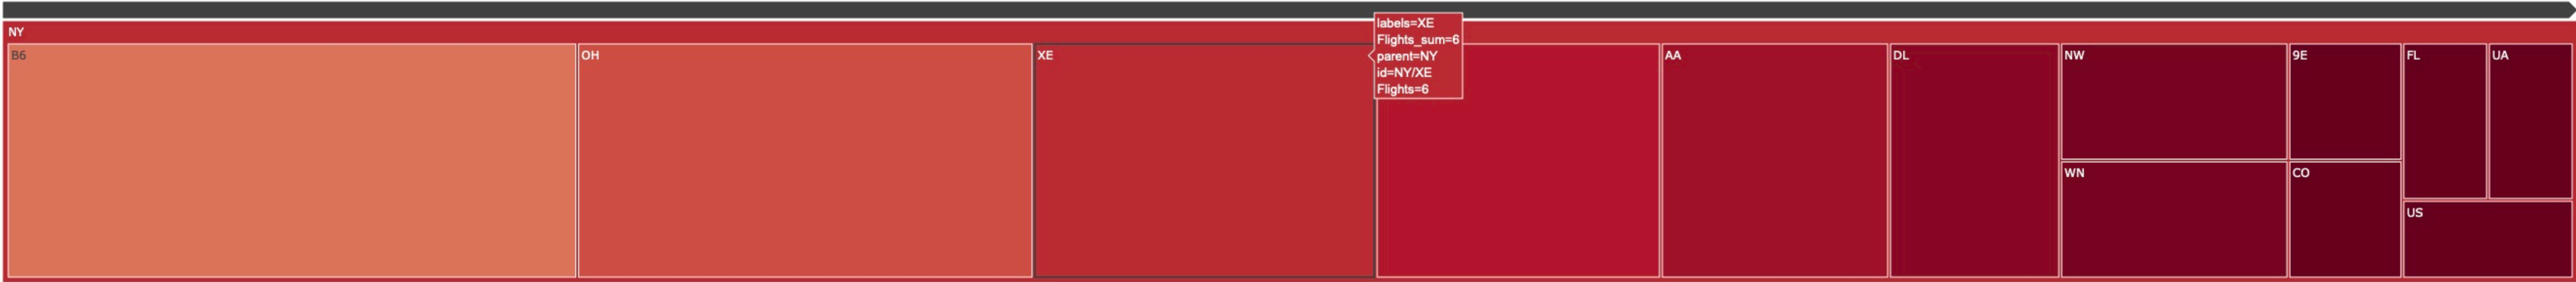 NY
B6
OH
XE
labels=XE
Flights_sum=6
parent=NY
id=NY/XE
Flights=6
AA
DL
NW
9E
FL
UA
WN
CO
US